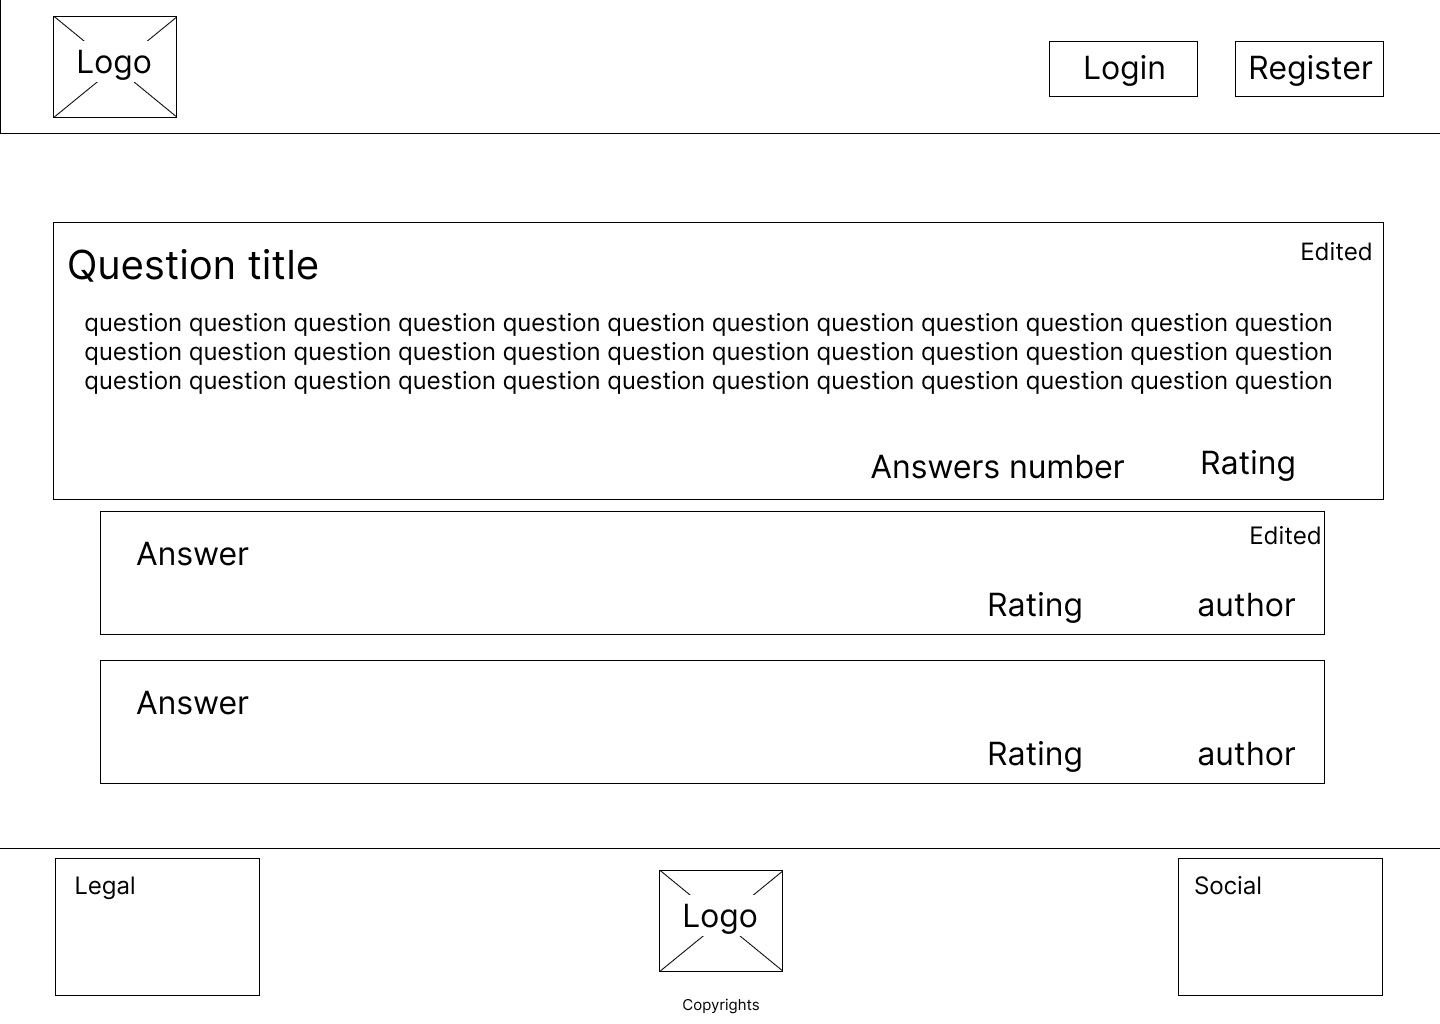 Logo
Login
Register
Question title
Edited
question question question question question question question question question question question question
question question question question question question question question question question question question
question question question question question question question question question question question question
Answers number
Rating
Edited
Answer
Rating
author
Answer
Rating
author
Legal
Logo
Social
Copyrights